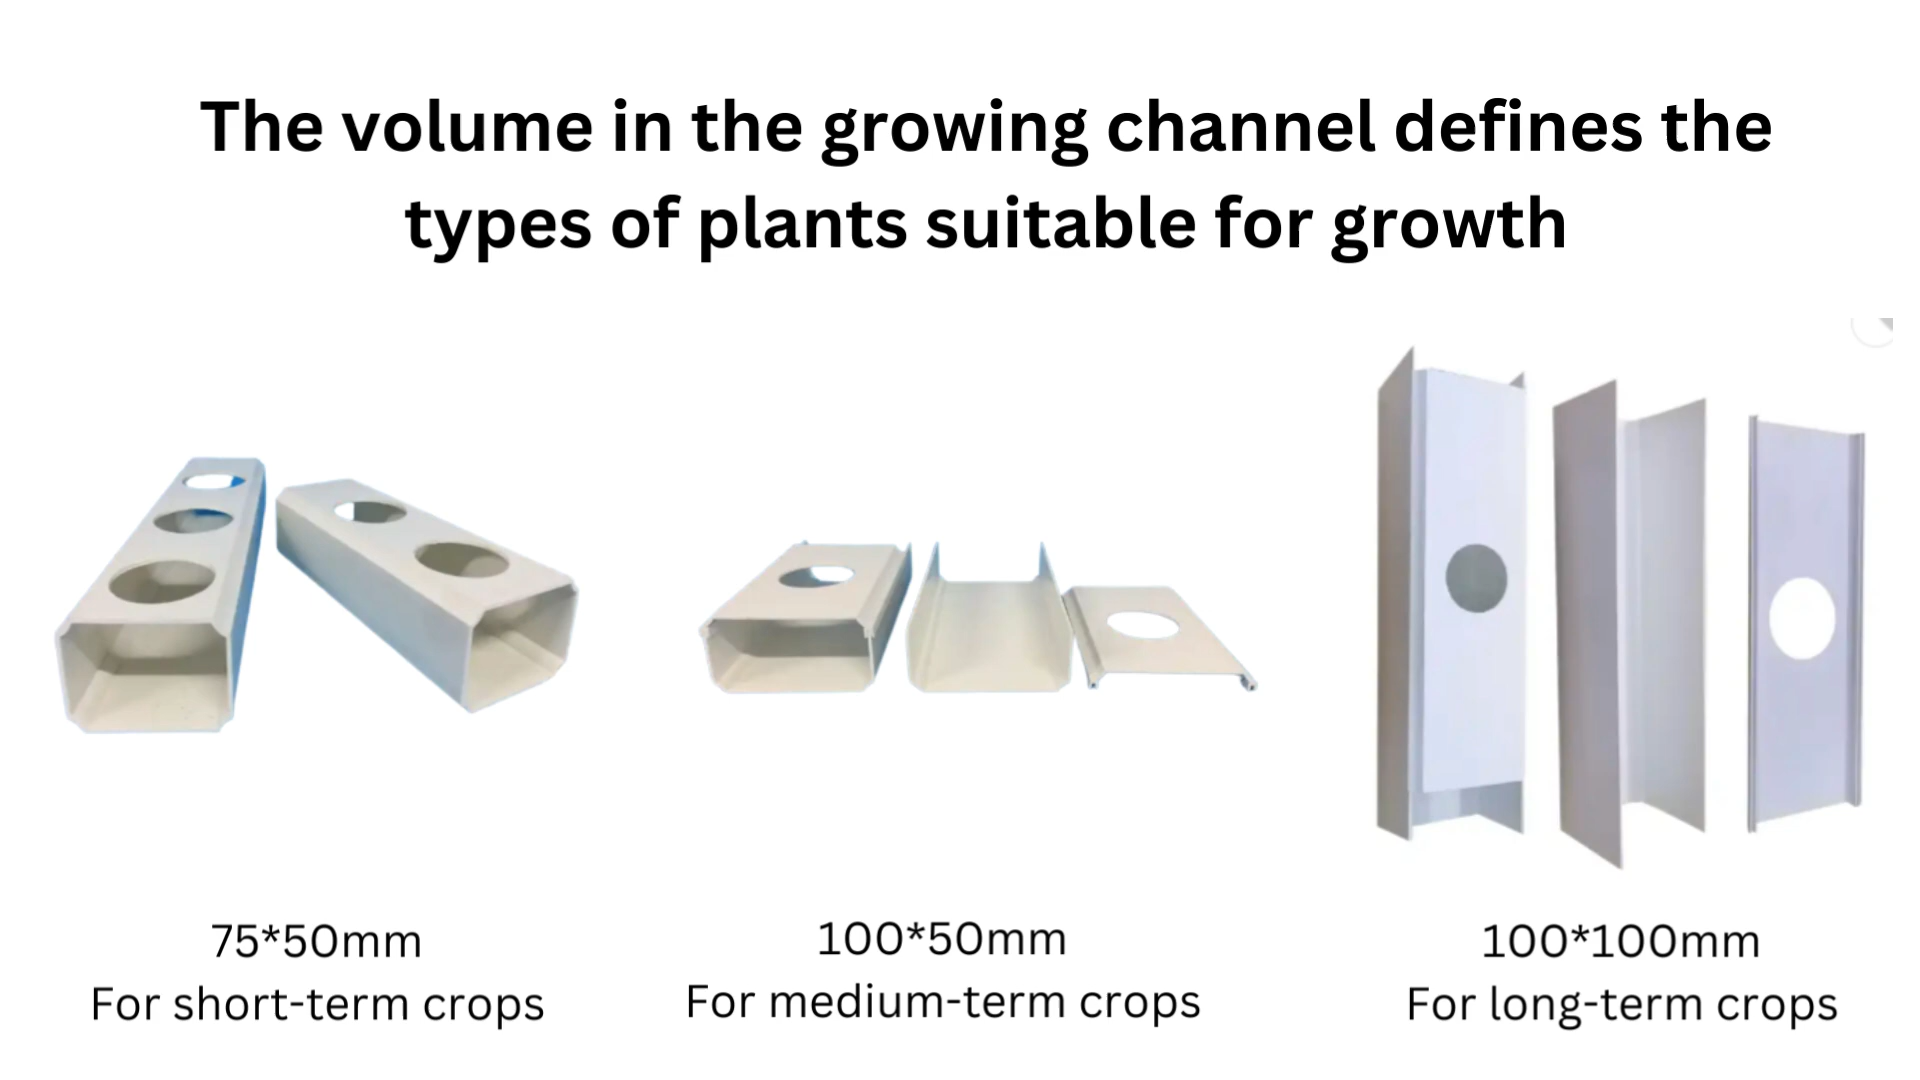 The volume in the growing channel defines the
types of plants suitable for growth
75*50mm
For short-term crops
100*50mm
For medium-term crops
100*100mm
For long-term crops